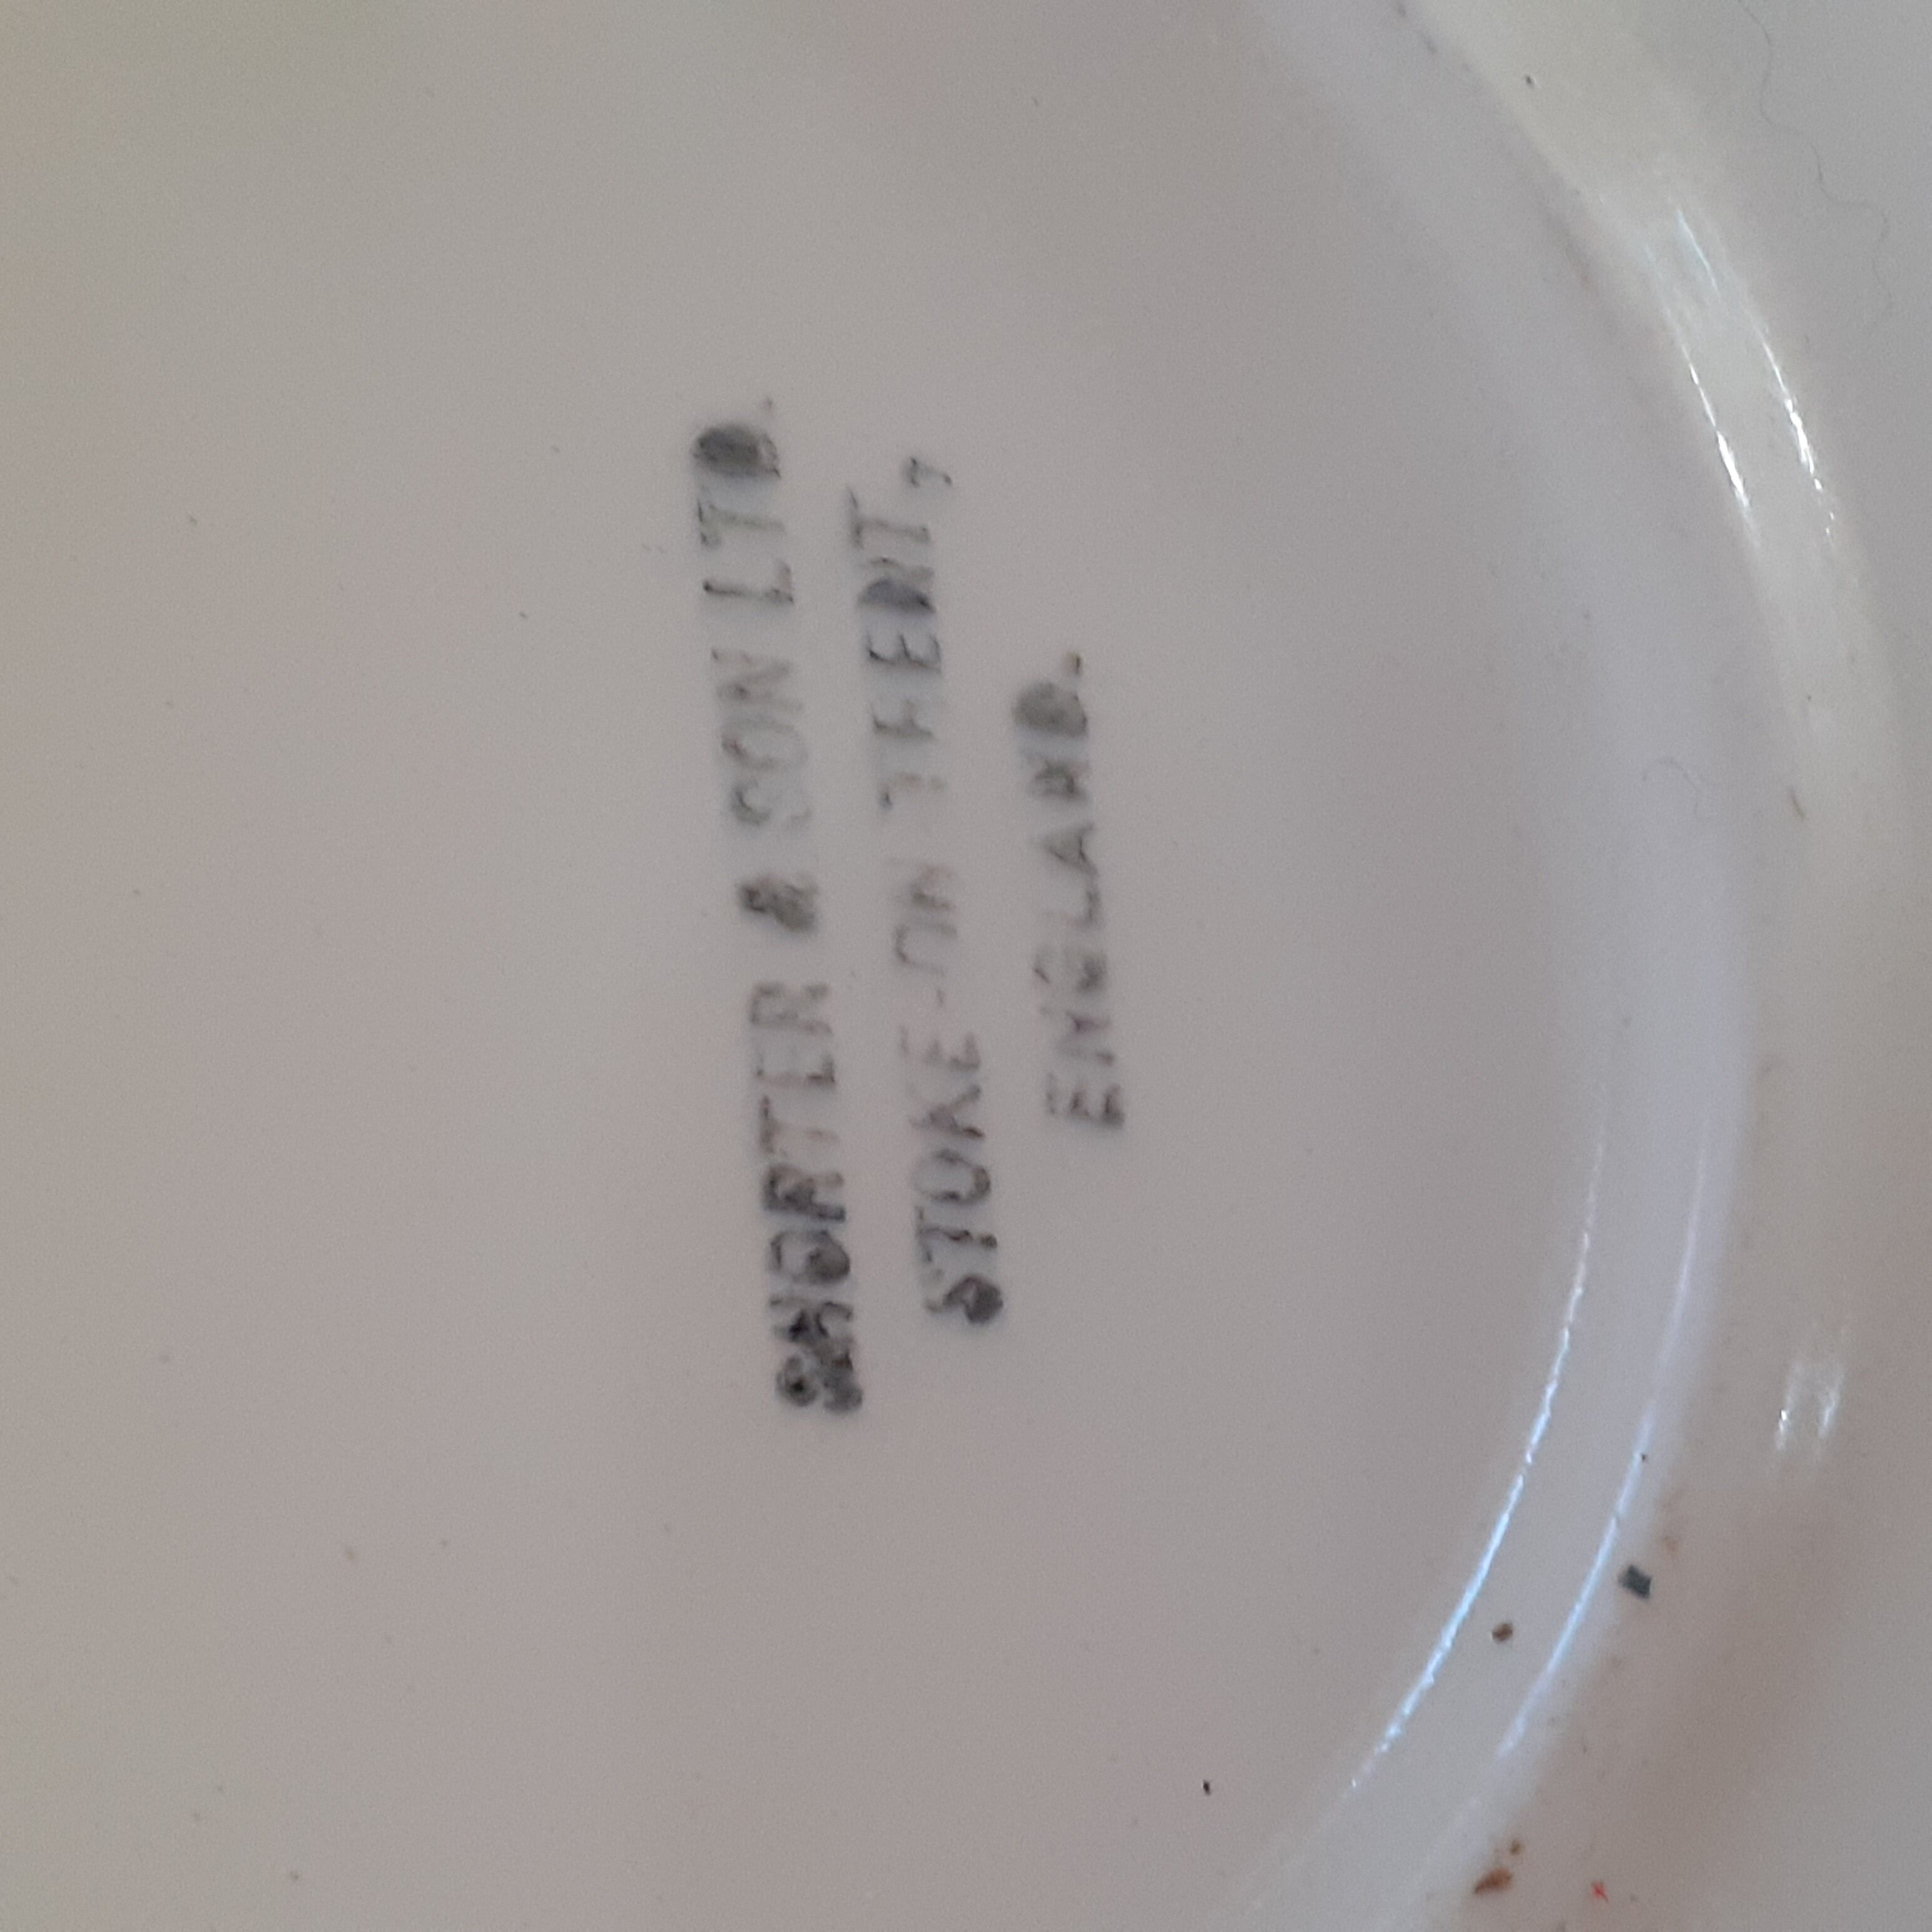 SHORTER & SON LTD.
STOKE-ON-TRENT,
ENGLAND.